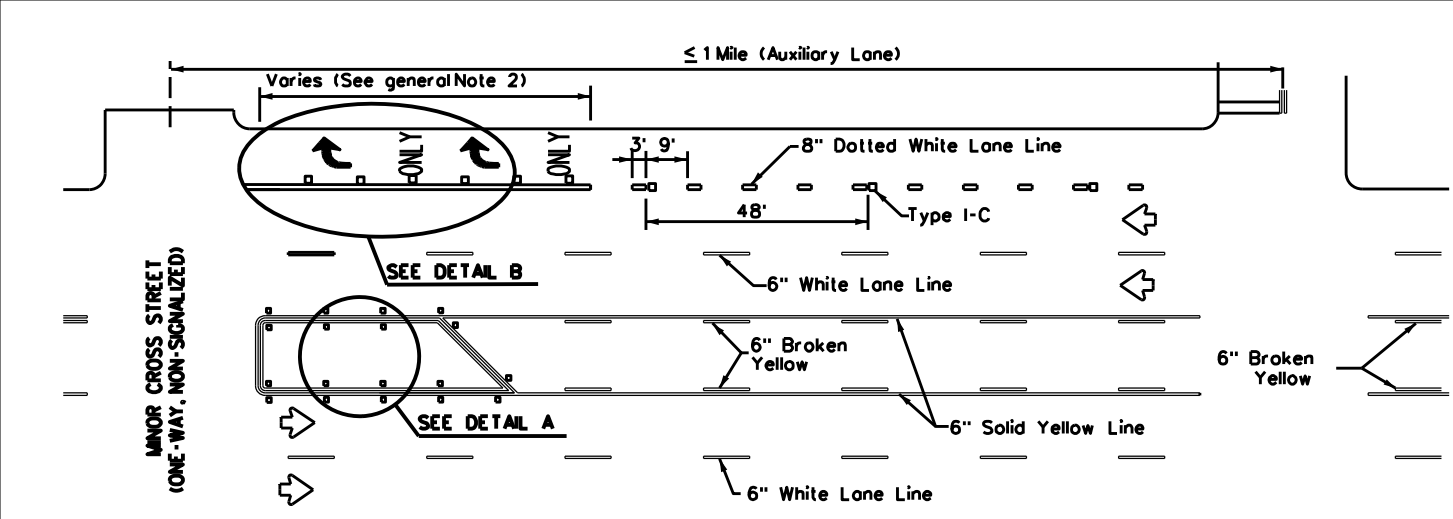 ≤ 1 Mile (Auxiliary Lane)
Varies (See general Note 2)
ONLY
ONLY
3' 9'
8" Dotted White Lane Line
48'
Type I-C
SEE DETAIL B
6" White Lane Line
MINOR CROSS STREET
(ONE-WAY, NON-SIGNALIZED)
6" Broken
Yellow
6" Broken
Yellow
SEE DETAIL A
6" Solid Yellow Line
6" White Lane Line